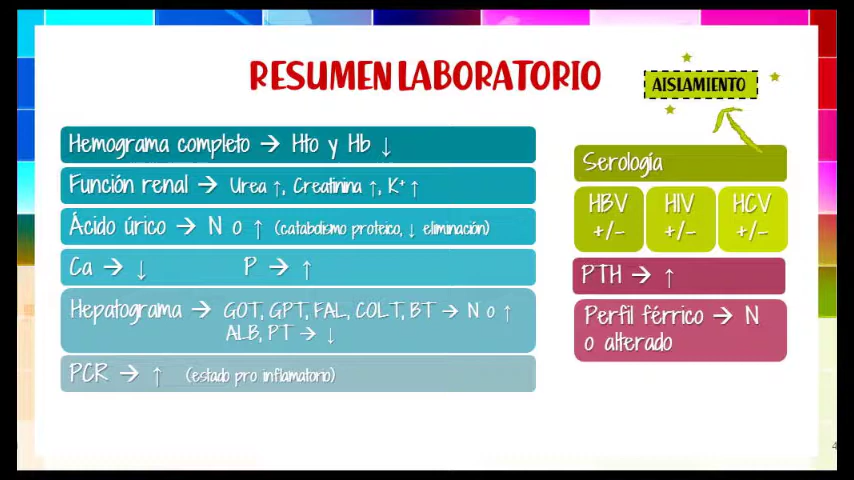 RESUMEN LABORATORIO
AISLAMIENTO
Hemograma completo → Hto y Hb ↓
Función renal → Urea ↑, Creatinina ↑, K+ ↑
Ácido úrico → N o ↑ (catabolismo proteico, ↓ eliminación)
Ca → ↓ P → ↑
Hepatograma → GOT, GPT, FAL, COLT, BT → N o ↑
ALB, PT → ↓
PCR → ↑ (estado pro inflamatorio)
Serología
HBV HIV HCV
+/- +/- +/-
PTH → ↑
Perfil férrico → N
o alterado
4